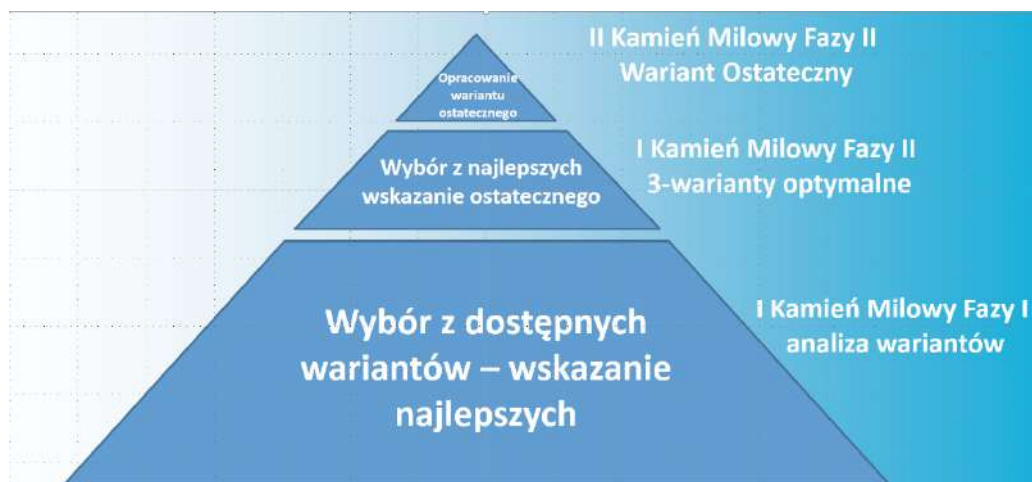 II Kamień Milowy Fazy II
Wariant Ostateczny
Opracowanie
wariantu
ostatecznego
I Kamień Milowy Fazy II
3-warianty optymalne
Wybór z najlepszych
wskazanie ostatecznego
I Kamień Milowy Fazy I
analiza wariantów
Wybór z dostępnych
wariantów – wskazanie
najlepszych